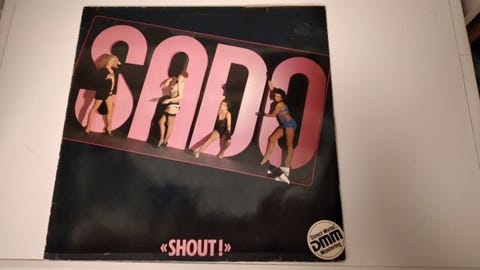 SADO
«SHOUT!»
Direct Metal
DMM
Mastering